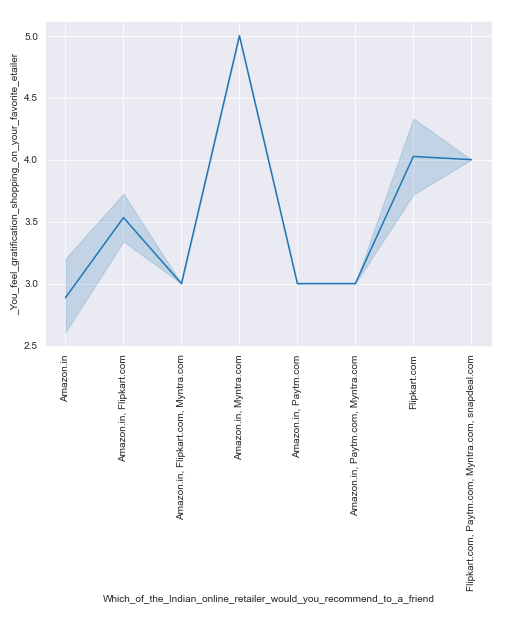 _You_feel_gratification_shopping_on_your_favorite_etailer
5.0
4.5
4.0
3.5
3.0
2.5
Amazon.in
Amazon.in, Flipkart.com
Amazon.in, Flipkart.com, Myntra.com
Amazon.in, Myntra.com
Amazon.in, Paytm.com
Amazon.in, Paytm.com, Myntra.com
Flipkart.com
Flipkart.com, Paytm.com, Myntra.com, snapdeal.com
Which_of_the_Indian_online_retailer_would_you_recommend_to_a_friend